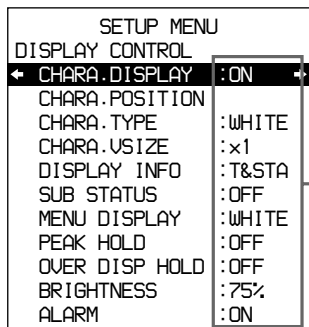 SETUP MENU
DISPLAY CONTROL
CHARA.DISPLAY :ON
CHARA.POSITION
CHARA.TYPE :WHITE
CHARA.VSIZE :×1
DISPLAY INFO :T&STA
SUB STATUS :OFF
MENU DISPLAY :WHITE
PEAK HOLD :OFF
OVER DISP HOLD :OFF
BRIGHTNESS :75%
ALARM :ON